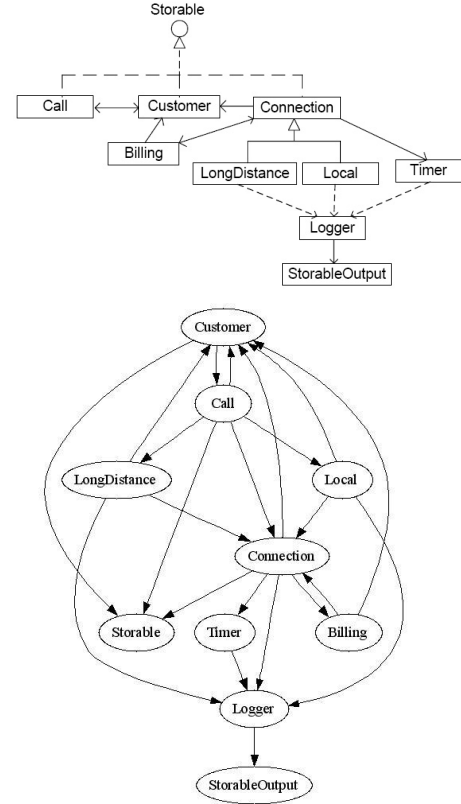 Storable
Call
Customer
Connection
Billing
LongDistance
Local
Timer
Logger
StorableOutput
Customer
Call
LongDistance
Local
Connection
Storable
Timer
Billing
Logger
StorableOutput